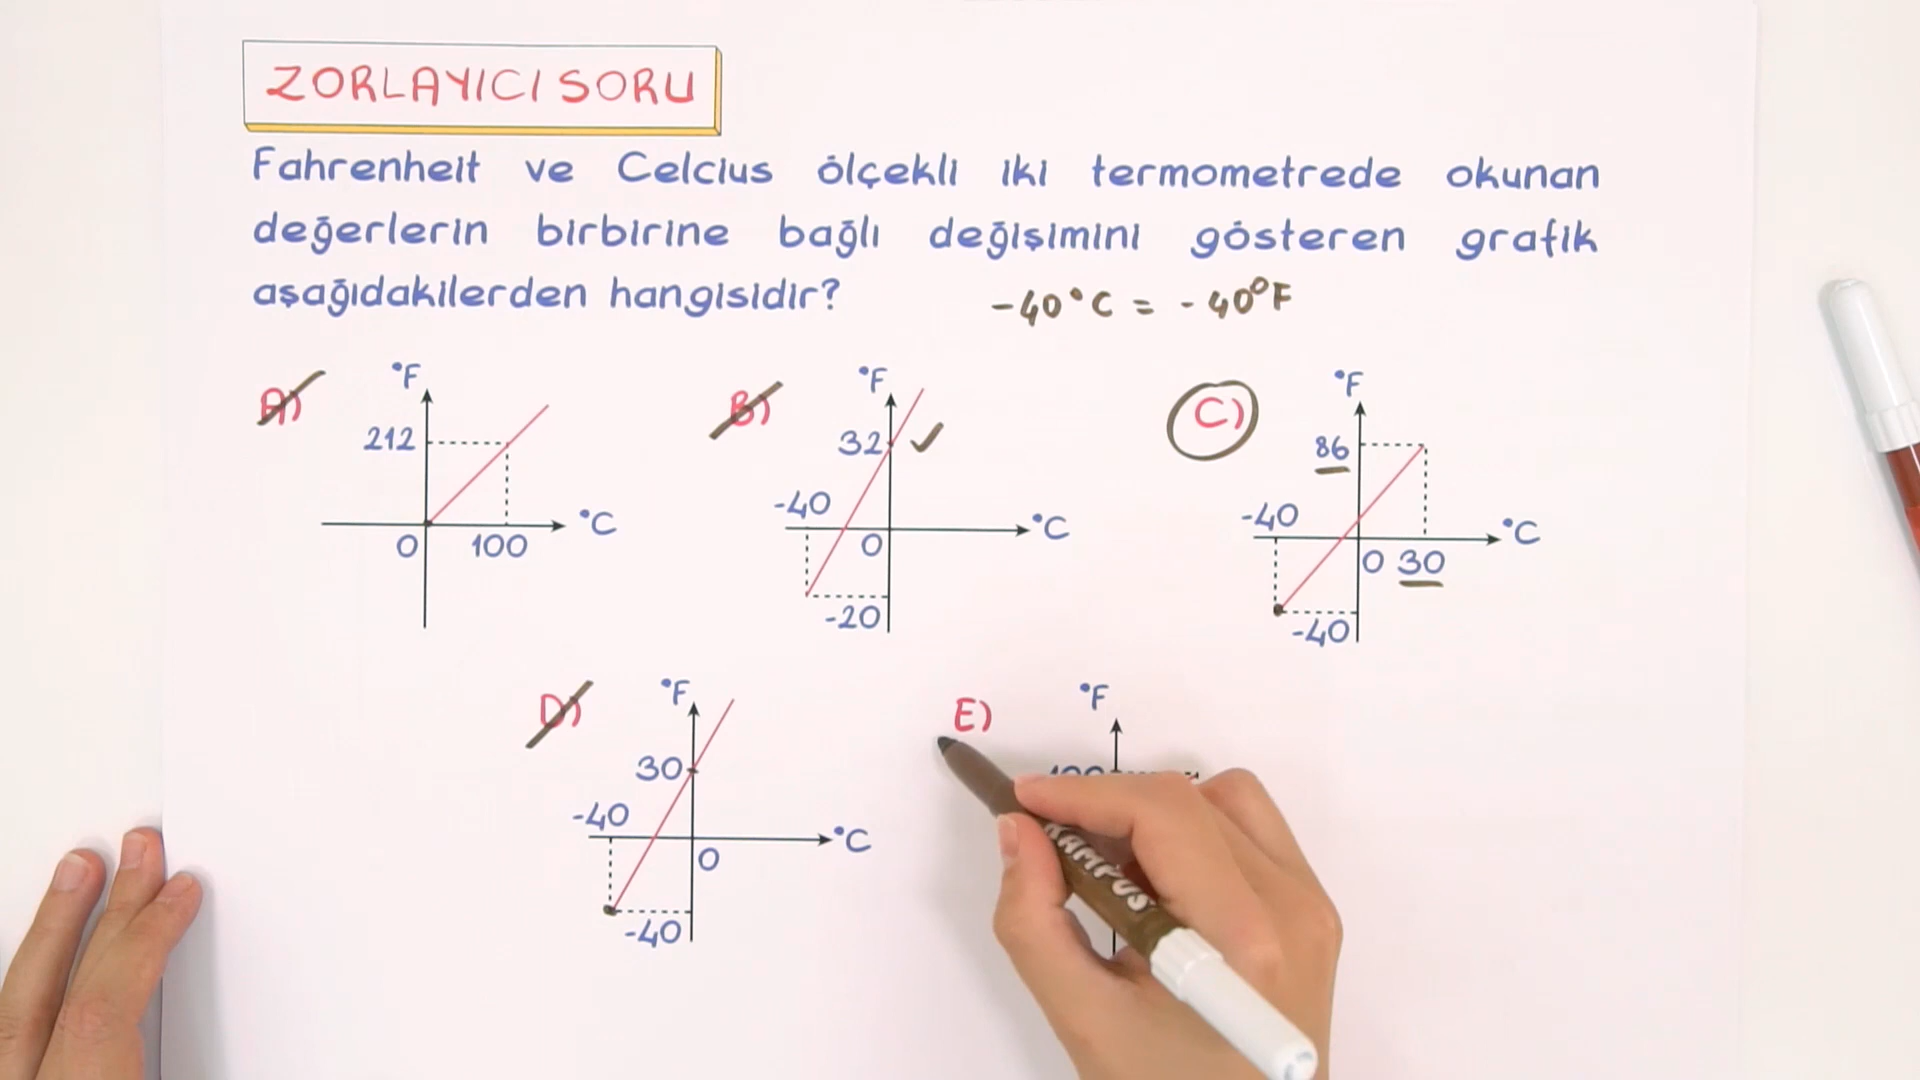 ZORLAYICI SORU
Fahrenheit ve Celcius ölçekli iki termometrede okunan
değerlerin birbirine bağlı değişimini gösteren grafik
aşağıdakilerden hangisidir?
-40°C = -40°F
A)
°F
212
0
100
°C
B)
°F
32
-40
0
-20
°C
C)
°F
86
-40
0
30
-40
°C
D)
°F
30
-40
0
-40
°C
E)
°F
KAMPÜS